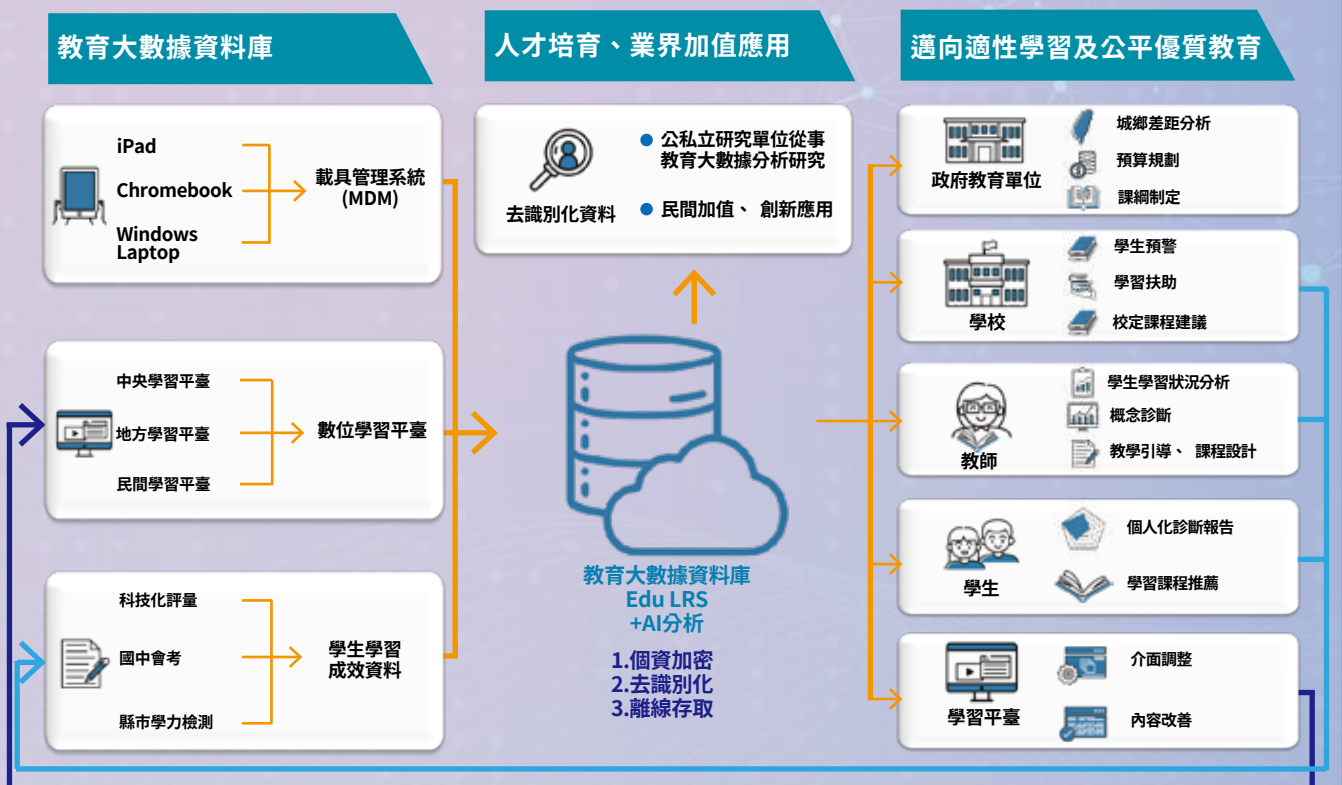 教育大數據資料庫
iPad
Chromebook
Windows
Laptop
載具管理系統
(MDM)
中央學習平臺
地方學習平臺
民間學習平臺
數位學習平臺
科技化評量
國中會考
縣市學力檢測
學生學習
成效資料
人才培育、業界加值應用
去識別化資料
● 公私立研究單位從事
教育大數據分析研究
● 民間加值、創新應用
教育大數據資料庫
Edu LRS
+AI分析
1.個資加密
2.去識別化
3.離線存取
邁向適性學習及公平優質教育
政府教育單位
城鄉差距分析
預算規劃
課綱制定
學校
學生預警
學習扶助
校定課程建議
教師
學生學習狀況分析
概念診斷
教學引導、課程設計
學生
個人化診斷報告
學習課程推薦
學習平臺
介面調整
內容改善